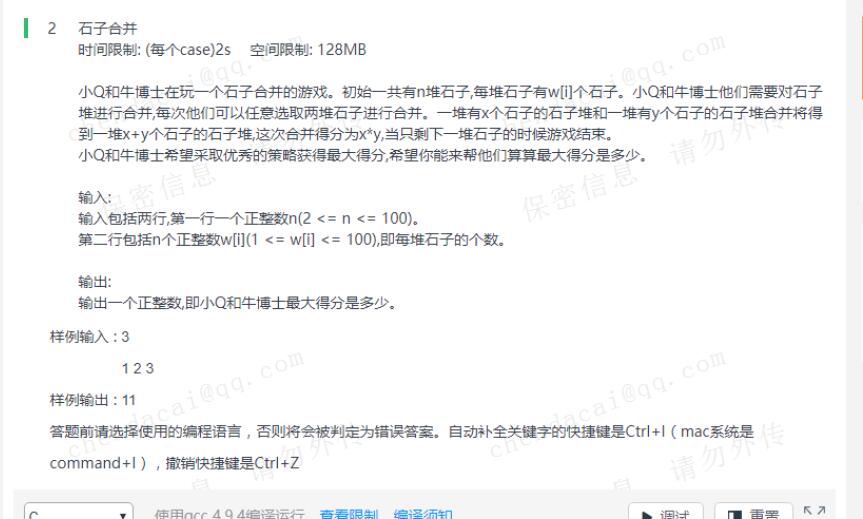 2 石子合并
时间限制: (每个case)2s 空间限制: 128MB
小Q和牛博士在玩一个石子合并的游戏。初始一共有n堆石子,每堆石子有w[i]个石子。小Q和牛博士他们需要对石子
堆进行合并,每次他们可以任意选取两堆石子进行合并。一堆有x个石子的石子堆和一堆有y个石子的石子堆合并将得
到一堆x+y个石子的石子堆,这次合并得分为x*y,当只剩下一堆石子的时候游戏结束。
小Q和牛博士希望采取优秀的策略获得最大得分,希望你能来帮他们算算最大得分是多少。
输入:
输入包括两行,第一行一个正整数n(2 <= n <= 100)。
第二行包括n个正整数w[i](1 <= w[i] <= 100),即每堆石子的个数。
输出:
输出一个正整数,即小Q和牛博士最大得分是多少。
样例输入:3
1 2 3
样例输出:11
答题前请选择使用的编程语言,否则将会被判定为错误答案。自动补全关键字的快捷键是Ctrl+I(mac系统是
command+I),撤销快捷键是Ctrl+Z
C 使用gcc 4.9.4编译运行 查看限制 编译须知 调试 重置
保密信息 请勿外传
保密信息 请勿外传